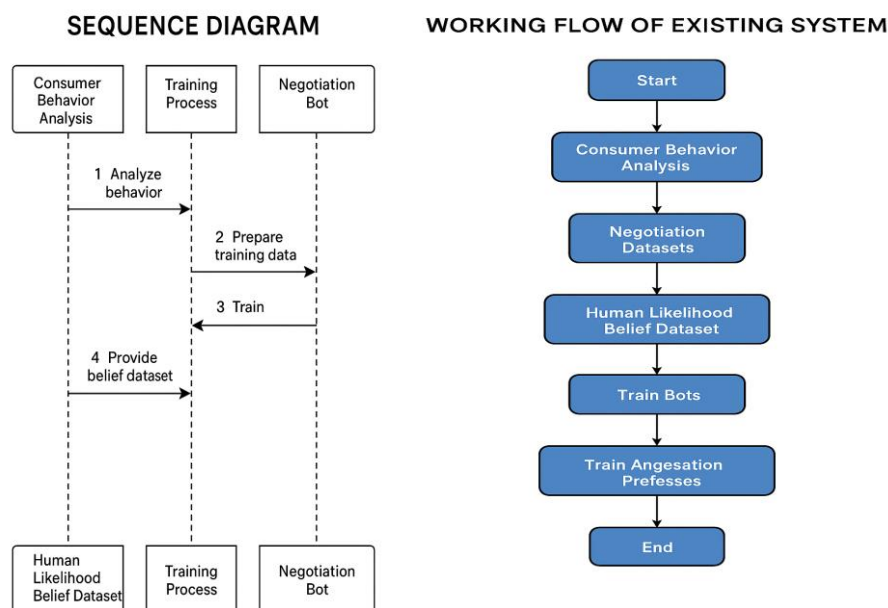 SEQUENCE DIAGRAM
Consumer
Behavior
Analysis
Training
Process
Negotiation
Bot
1 Analyze
behavior
2 Prepare
training data
3 Train
4 Provide
belief dataset
Human
Likelihood
Belief Dataset
Training
Process
Negotiation
Bot
WORKING FLOW OF EXISTING SYSTEM
Start
Consumer Behavior
Analysis
Negotiation
Datasets
Human Likelihood
Belief Dataset
Train Bots
Train Angesation
Prefesses
End